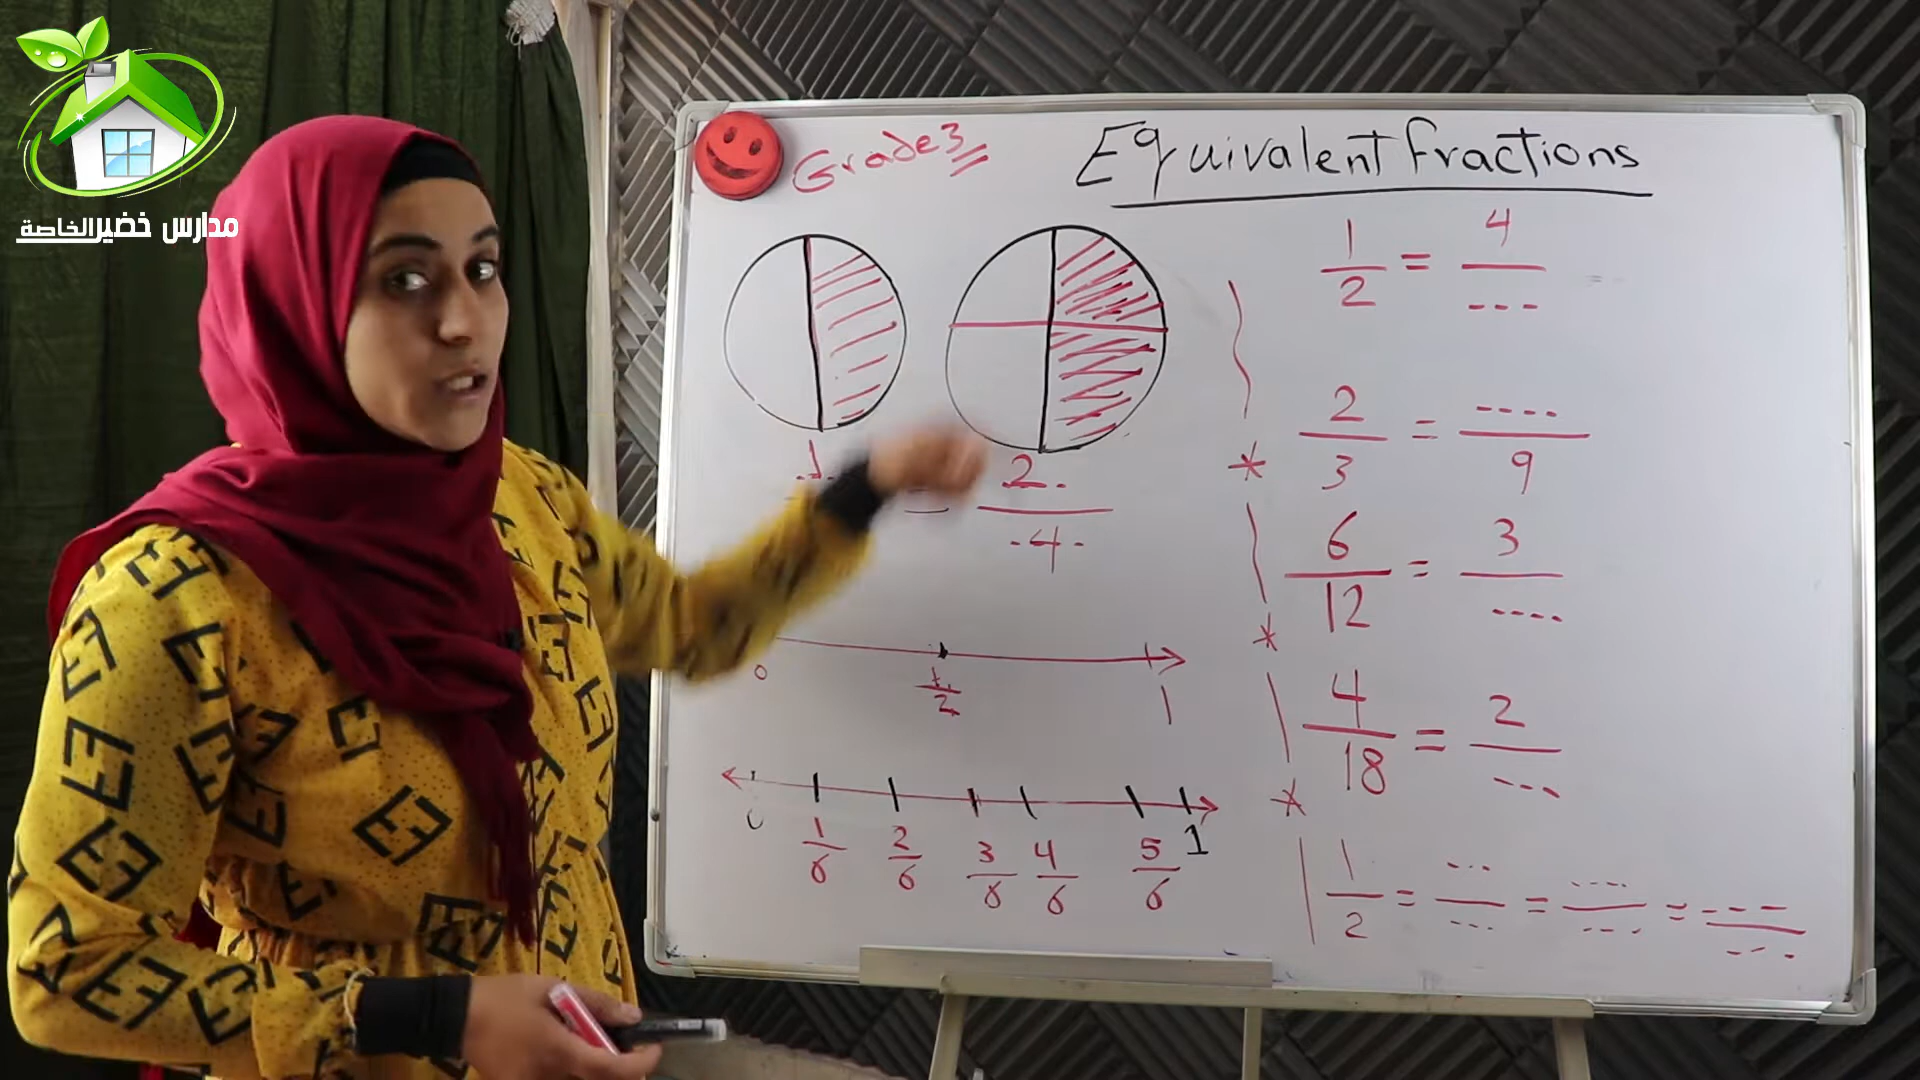 مدارس خضير الخاصة
Grade 3
Equivalent fractions
1/2 = 4/...
2/3 = ..../9
6/12 = 3/....
4/18 = 2/...
1/2 = .../... = ..../.... = .../...
1
= 2/4
0 1/2 1
0 1/6 2/6 3/6 4/6 5/6 1